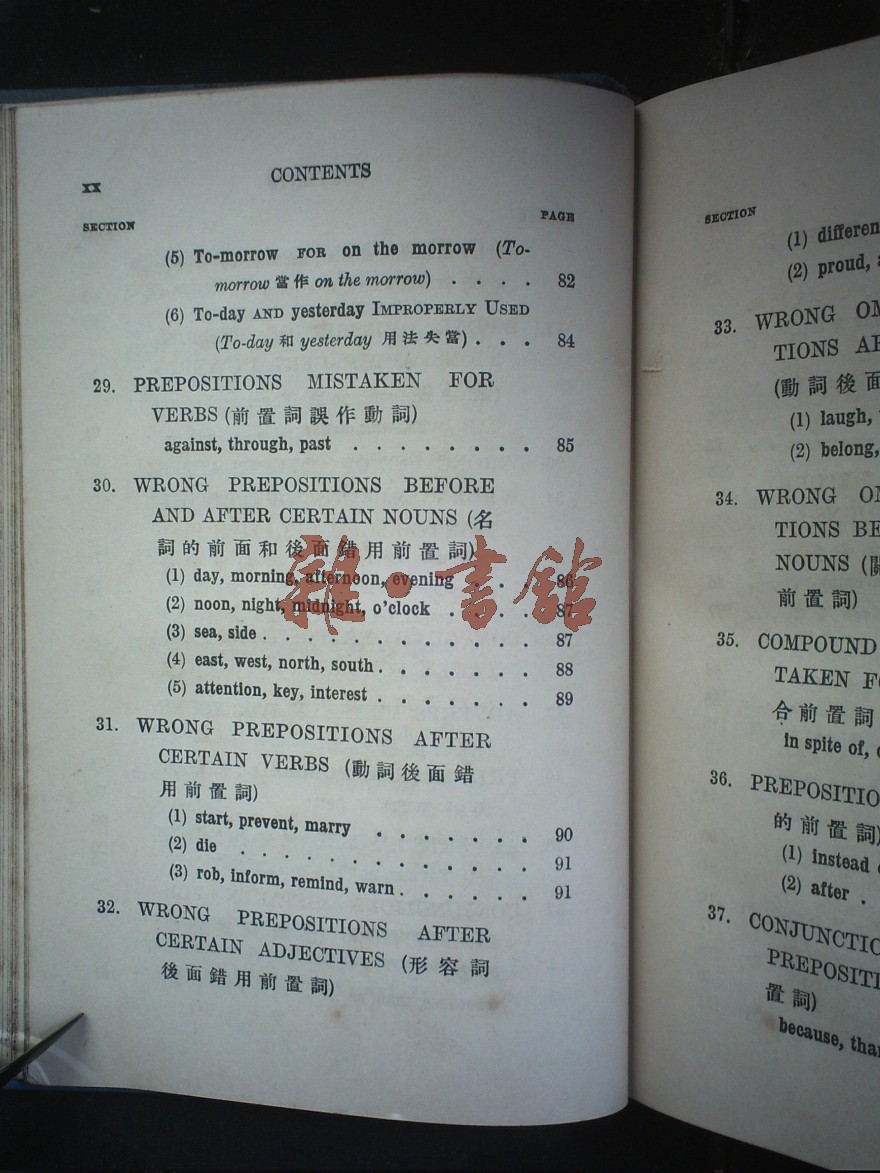 xx
CONTENTS
SECTION PAGE
(5) To-morrow FOR on the morrow (To-
morrow 當作 on the morrow) . . . . 82
(6) To-day AND yesterday IMPROPERLY USED
(To-day 和 yesterday 用法失當) . . . 84
29. PREPOSITIONS MISTAKEN FOR
VERBS (前置詞誤作動詞)
against, through, past . . . . . . . . 85
30. WRONG PREPOSITIONS BEFORE
AND AFTER CERTAIN NOUNS (名
詞的前面和後面錯用前置詞)
(1) day, morning, afternoon, evening . . . 86
(2) noon, night, midnight, o'clock . . . . 87
(3) sea, side . . . . . . . . . . . . 87
(4) east, west, north, south . . . . . . . 88
(5) attention, key, interest . . . . . . . 89
31. WRONG PREPOSITIONS AFTER
CERTAIN VERBS (動詞後面錯
用前置詞)
(1) start, prevent, marry . . . . . . . 90
(2) die . . . . . . . . . . . . 91
(3) rob, inform, remind, warn . . . . . . 91
32. WRONG PREPOSITIONS AFTER
CERTAIN ADJECTIVES (形容詞
後面錯用前置詞)
雜·書館
SECTION
(1)
(2) proud,
33. WRONG
TIONS
(動詞後面
(1) laugh,
(2) belong,
34. WRONG
TIONS
NOUNS
前置詞)
35. COMPOUND
TAKEN
合前置詞
in spite of,
36.
的前置詞)
(1) instead
(2) after .
37.
置詞)
because,